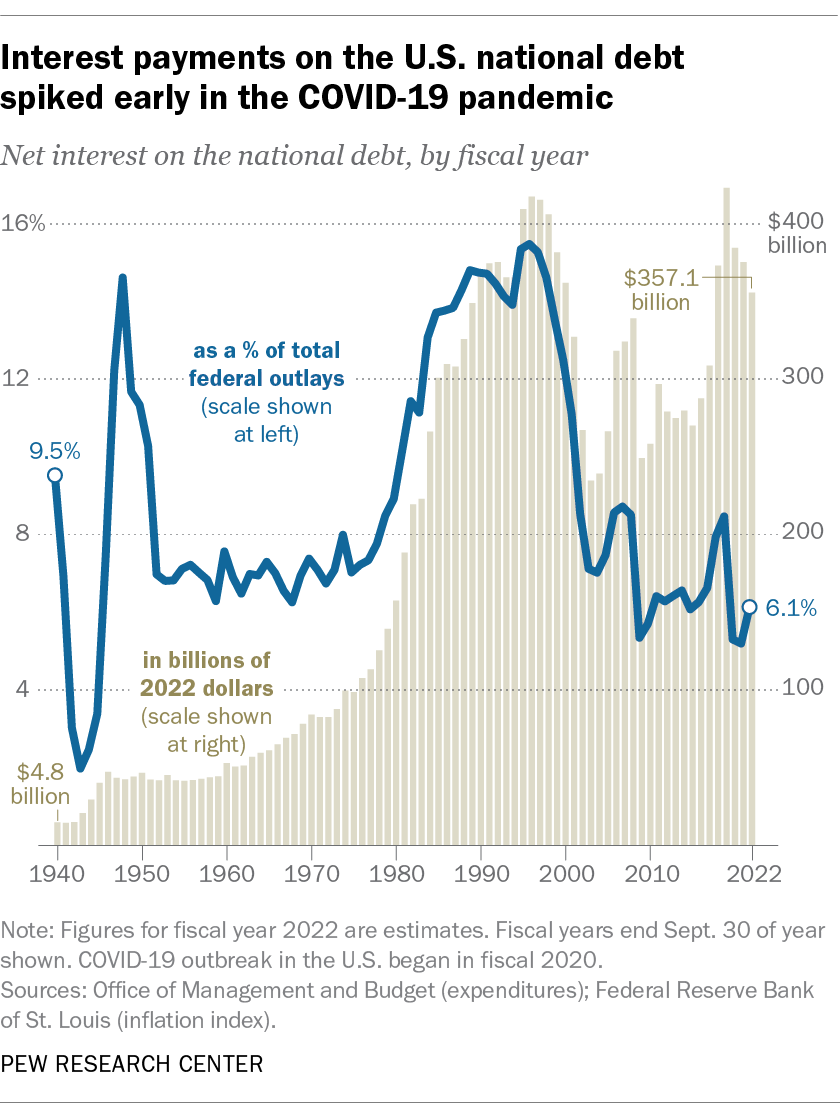 Interest payments on the U.S. national debt
spiked early in the COVID-19 pandemic
Net interest on the national debt, by fiscal year
16%
$400
billion
$357.1
billion
as a % of total
federal outlays
(scale shown
at left)
12
300
9.5%
8
200
6.1%
in billions of
2022 dollars
(scale shown
at right)
4
100
$4.8
billion
1940 1950 1960 1970 1980 1990 2000 2010 2022
Note: Figures for fiscal year 2022 are estimates. Fiscal years end Sept. 30 of year
shown. COVID-19 outbreak in the U.S. began in fiscal 2020.
Sources: Office of Management and Budget (expenditures); Federal Reserve Bank
of St. Louis (inflation index).
PEW RESEARCH CENTER